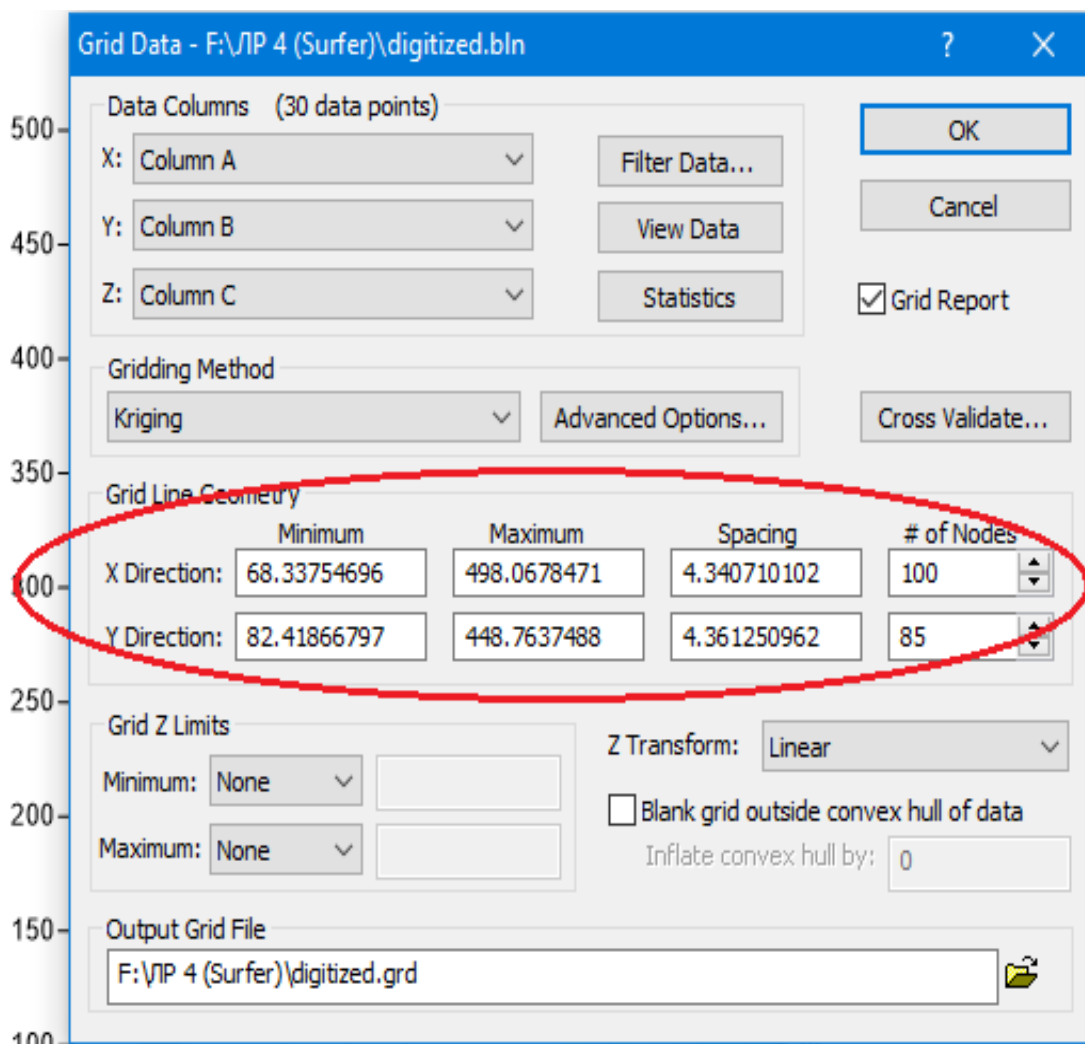 Grid Data - F:\ЛР 4 (Surfer)\digitized.bln ?
Data Columns (30 data points)
X: Column A Filter Data...
Y: Column B View Data
Z: Column C Statistics
OK
Cancel
Grid Report
Gridding Method
Kriging Advanced Options... Cross Validate...
Grid Line Geometry
Minimum Maximum Spacing # of Nodes
X Direction: 68.33754696 498.0678471 4.340710102 100
Y Direction: 82.41866797 448.7637488 4.361250962 85
Grid Z Limits
Minimum: None
Maximum: None
Z Transform: Linear
Blank grid outside convex hull of data
Inflate convex hull by: 0
Output Grid File
F:\ЛР 4 (Surfer)\digitized.grd
500
450
400
350
300
250
200
150
100